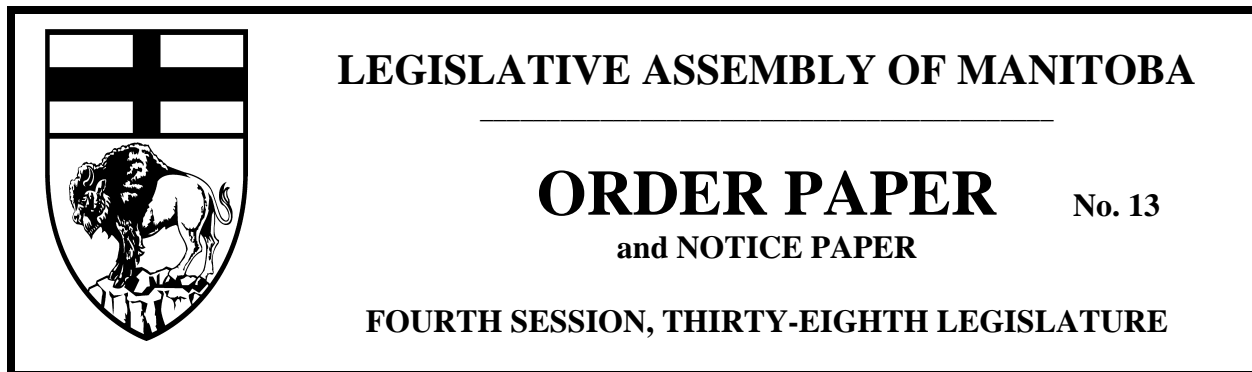 LEGISLATIVE ASSEMBLY OF MANITOBA
ORDER PAPER No. 13
and NOTICE PAPER
FOURTH SESSION, THIRTY-EIGHTH LEGISLATURE